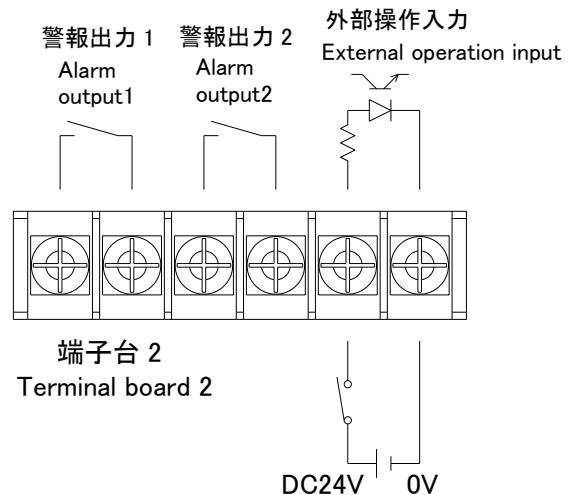 警報出力 1
Alarm
output1
警報出力 2
Alarm
output2
外部操作入力
External operation input
端子台 2
Terminal board 2
DC24V
0V